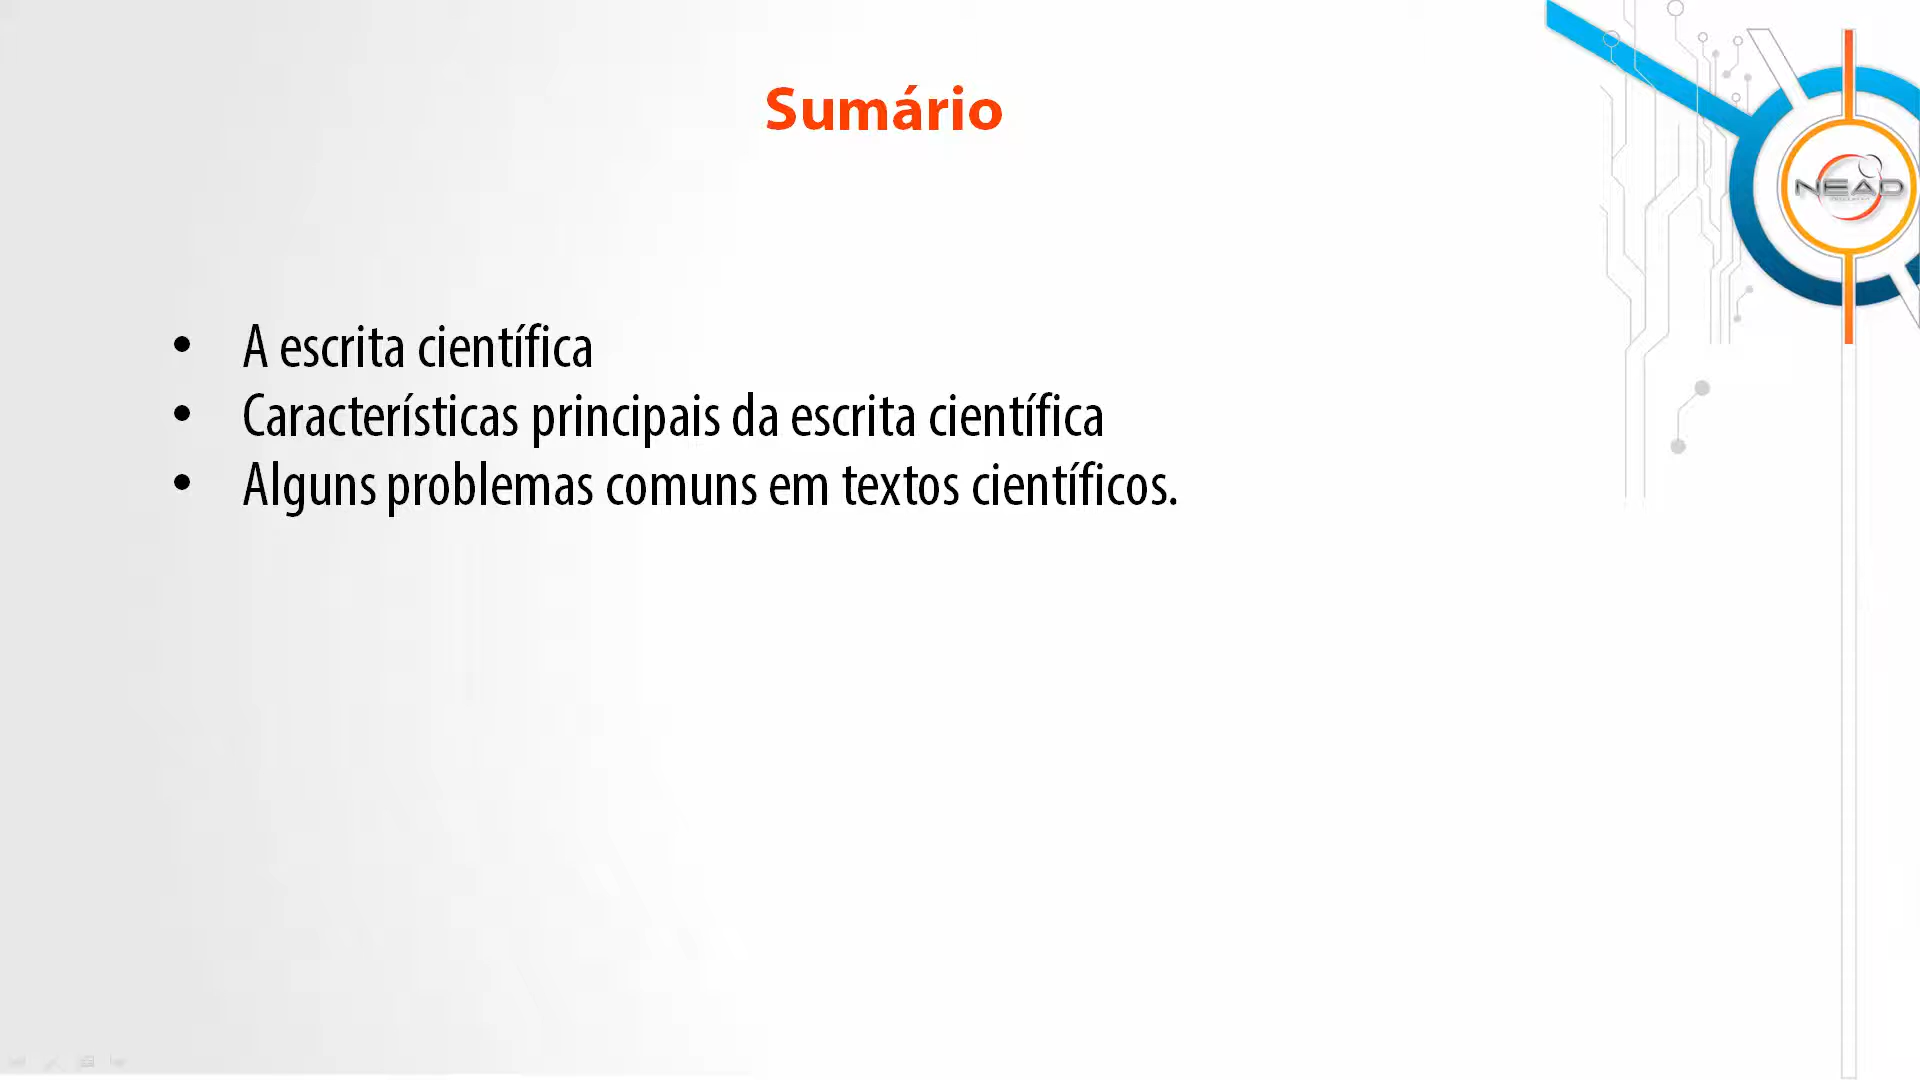 Sumário
NEAD
• A escrita científica
• Características principais da escrita científica
• Alguns problemas comuns em textos científicos.